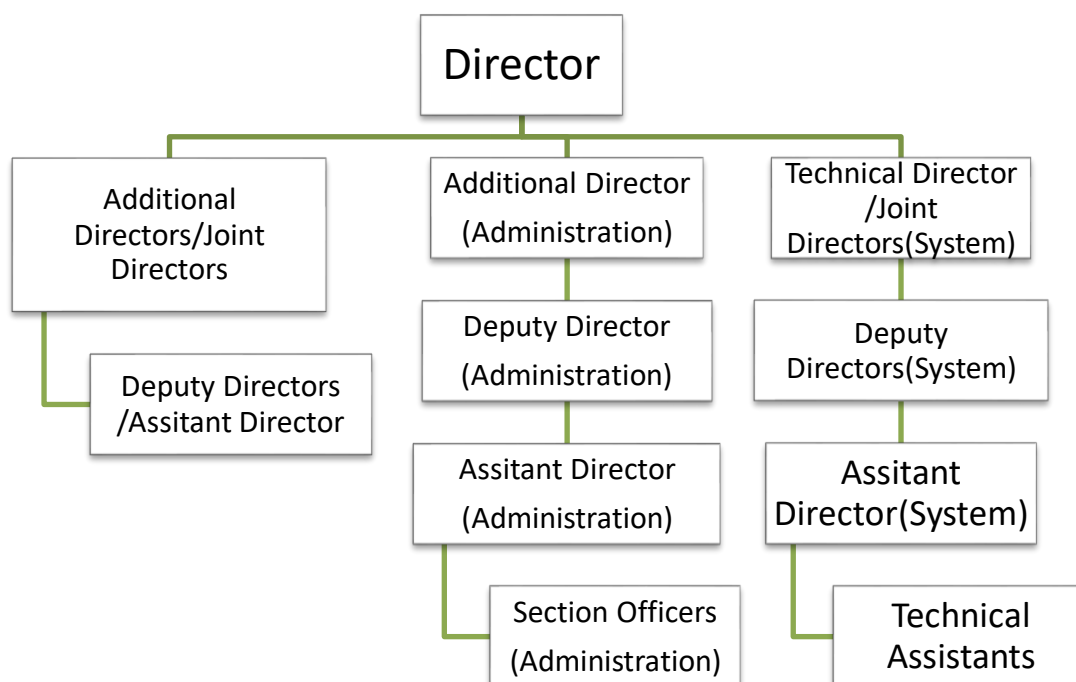 Director
Additional
Directors/Joint
Directors
Deputy Directors
/Assitant Director
Additional Director
(Administration)
Deputy Director
(Administration)
Assitant Director
(Administration)
Section Officers
(Administration)
Technical Director
/Joint
Directors(System)
Deputy
Directors(System)
Assitant
Director(System)
Technical
Assistants